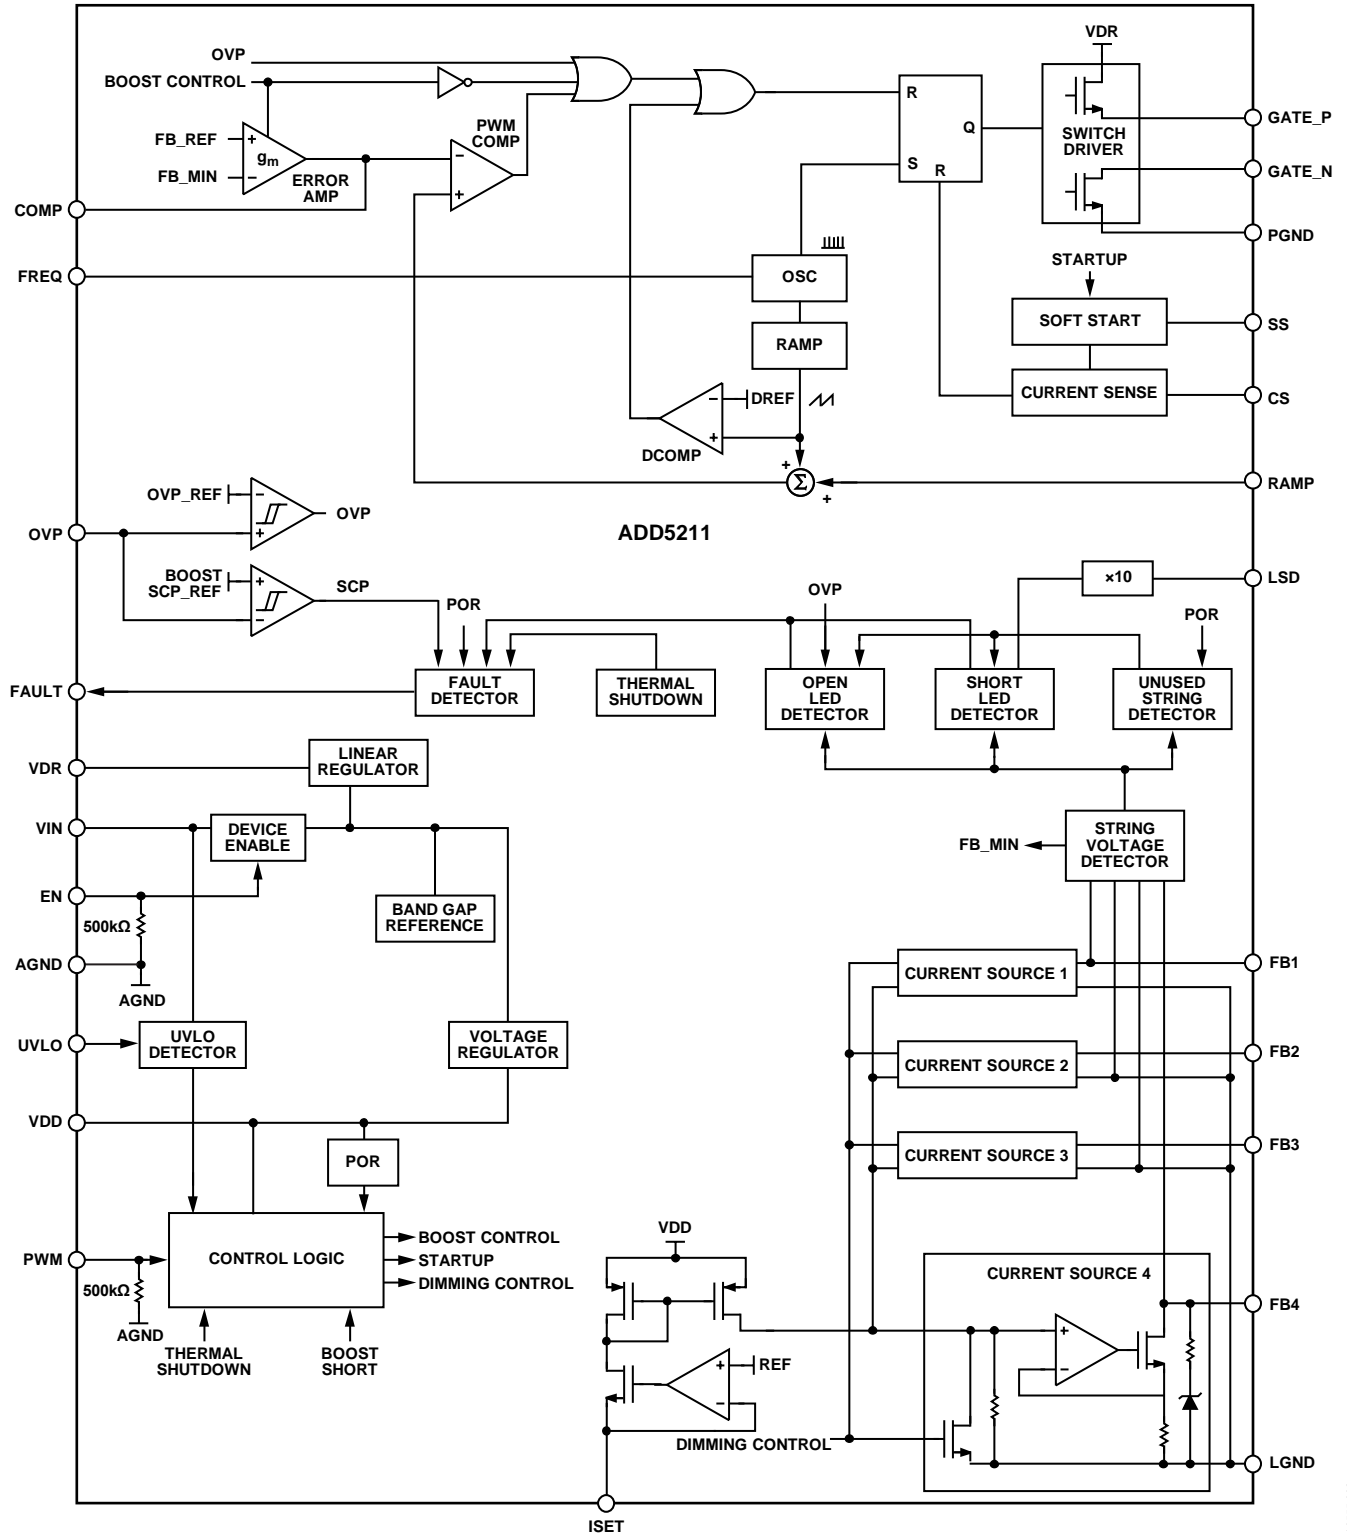 VDR
OVP
BOOST CONTROL
R
GATE_P
PWM
COMP
Q
SWITCH
DRIVER
FB_REF
+
gm
−
FB_MIN
ERROR
AMP
−
+
S
R
GATE_N
COMP
PGND
STARTUP
FREQ
OSC
SOFT START
SS
RAMP
CURRENT SENSE
CS
−
DREF
+
DCOMP
+
Σ
+
RAMP
OVP_REF
−
+
OVP
OVP
ADD5211
BOOST
SCP_REF
+
−
SCP
×10
LSD
POR
OVP
POR
FAULT
FAULT
DETECTOR
THERMAL
SHUTDOWN
OPEN
LED
DETECTOR
SHORT
LED
DETECTOR
UNUSED
STRING
DETECTOR
LINEAR
REGULATOR
VDR
VIN
DEVICE
ENABLE
STRING
VOLTAGE
DETECTOR
FB_MIN
EN
500kΩ
BAND GAP
REFERENCE
AGND
AGND
CURRENT SOURCE 1
FB1
UVLO
UVLO
DETECTOR
VOLTAGE
REGULATOR
CURRENT SOURCE 2
FB2
VDD
POR
CURRENT SOURCE 3
FB3
PWM
500kΩ
AGND
CONTROL LOGIC
BOOST CONTROL
STARTUP
DIMMING CONTROL
THERMAL
SHUTDOWN
BOOST
SHORT
VDD
CURRENT SOURCE 4
FB4
+
−
+
REF
−
DIMMING CONTROL
LGND
ISET